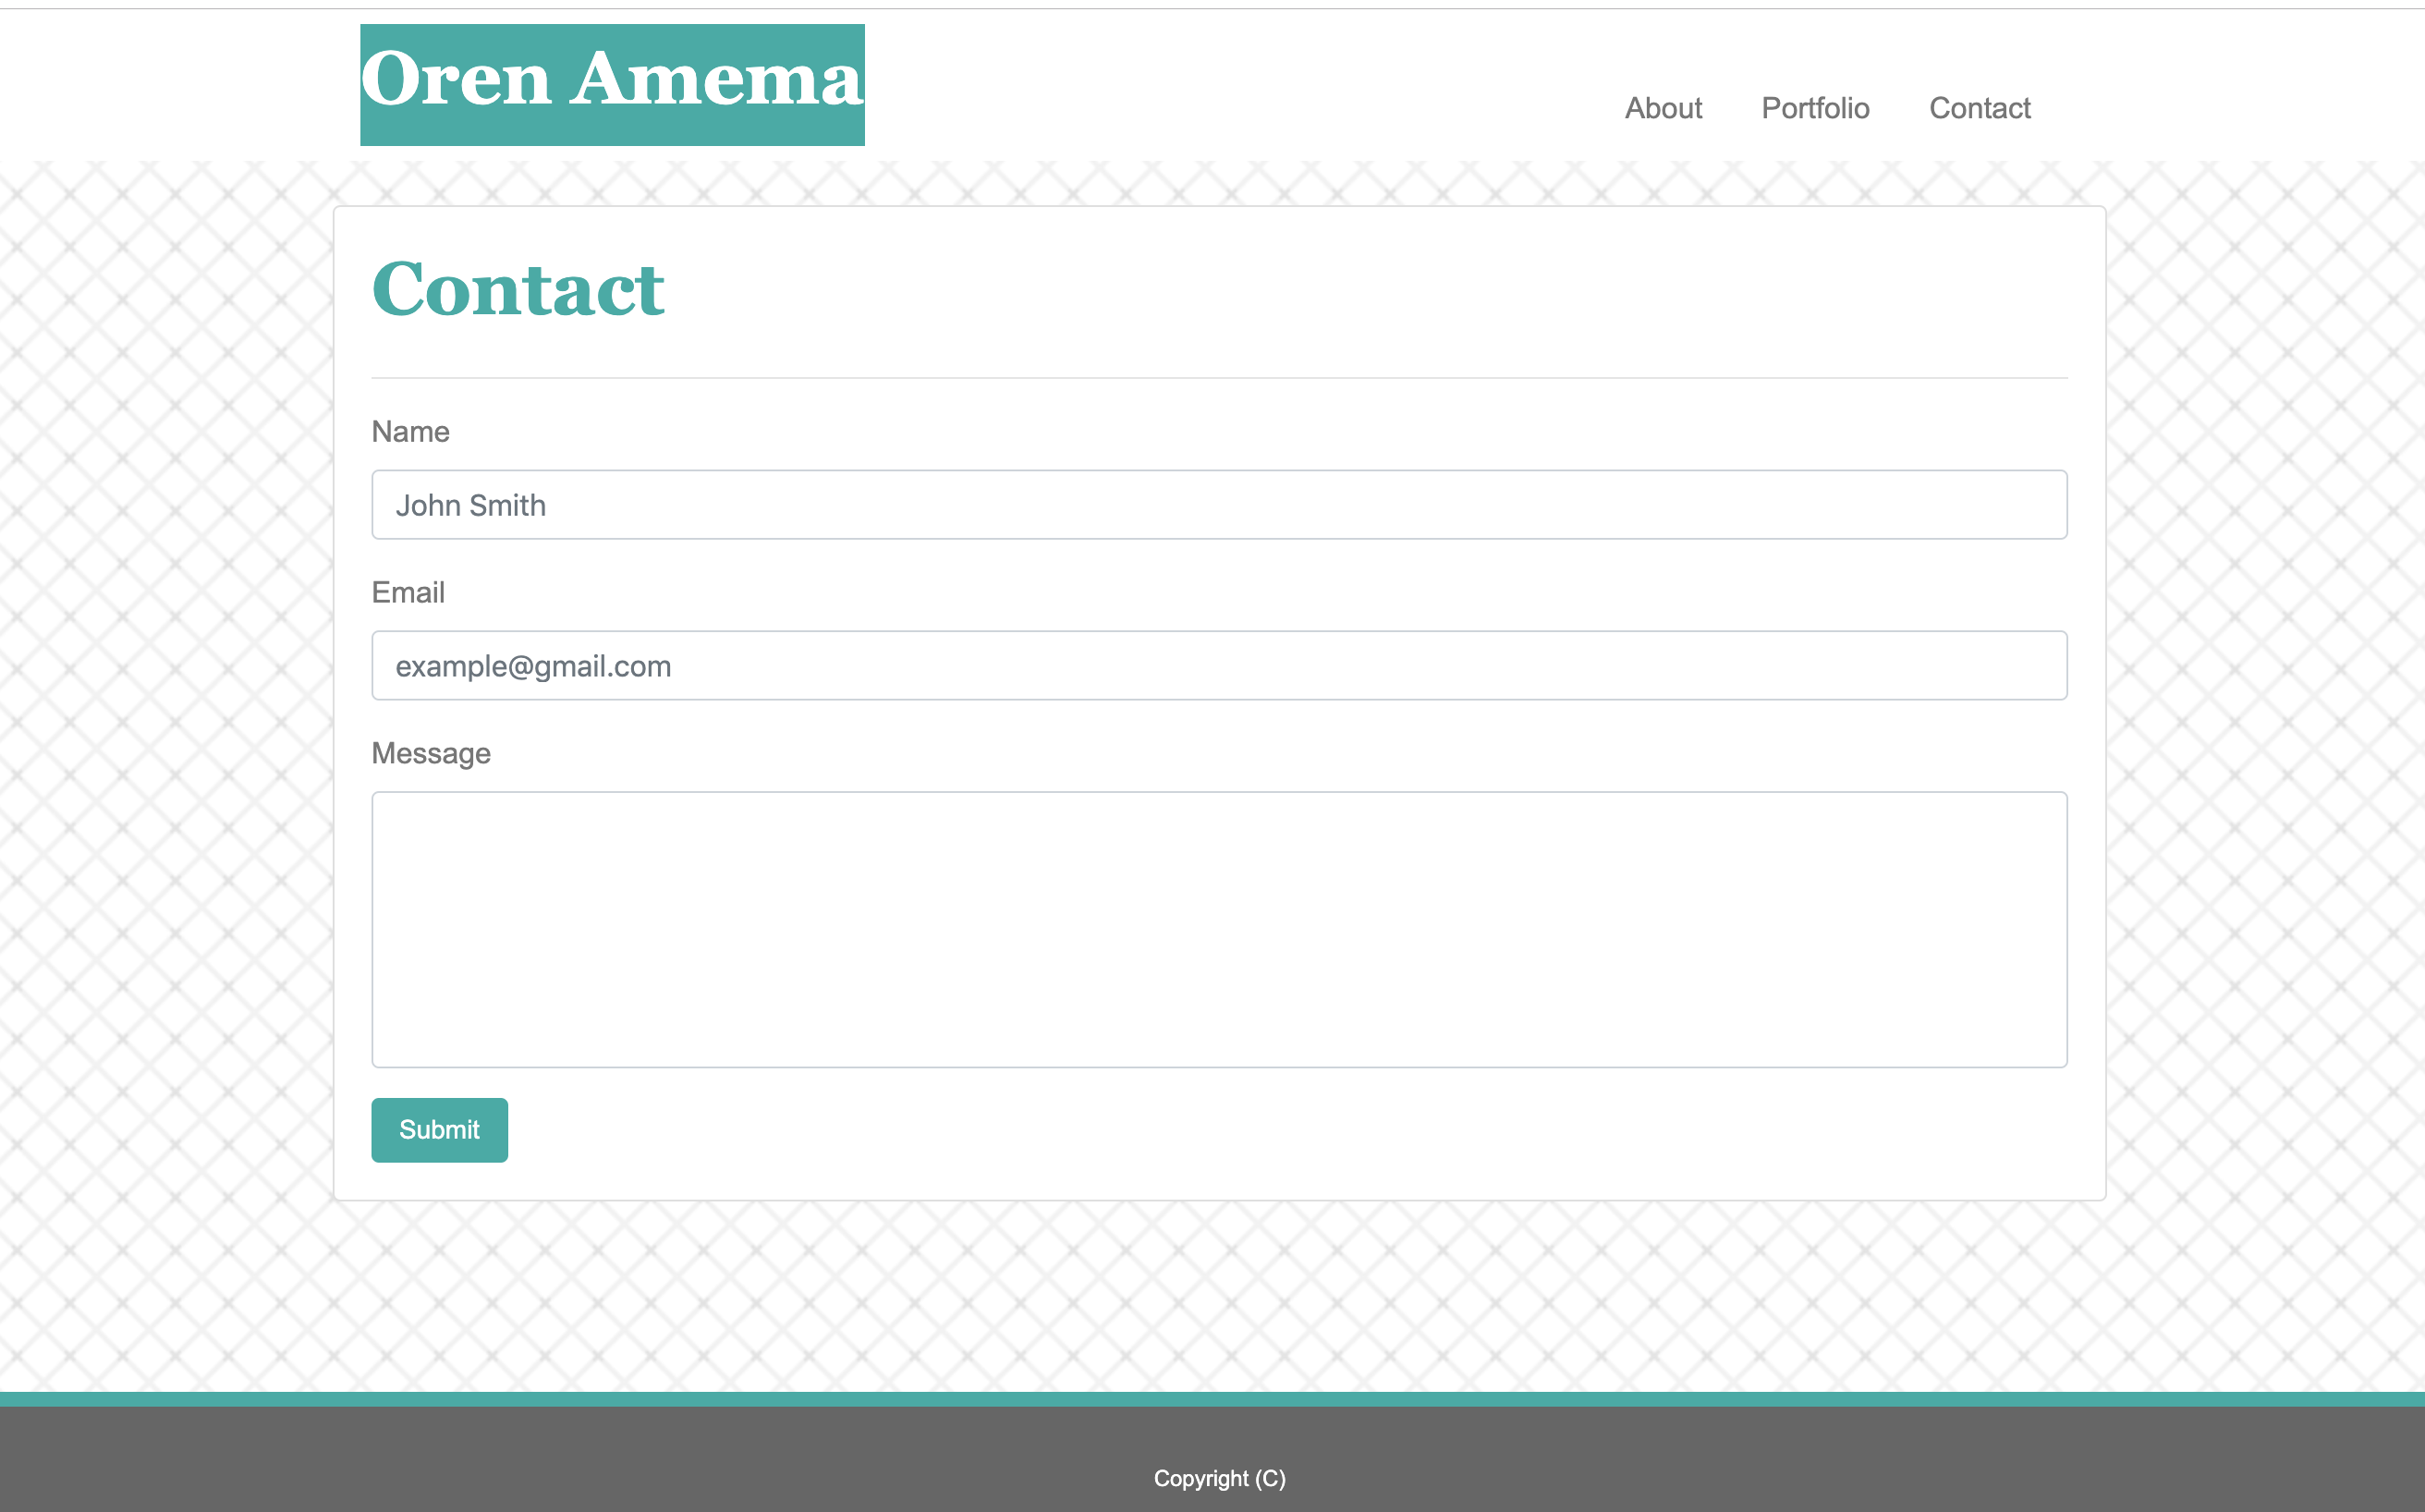 Oren Amema
About Portfolio Contact
Contact
Name
John Smith
Email
example@gmail.com
Message
Submit
Copyright (C)